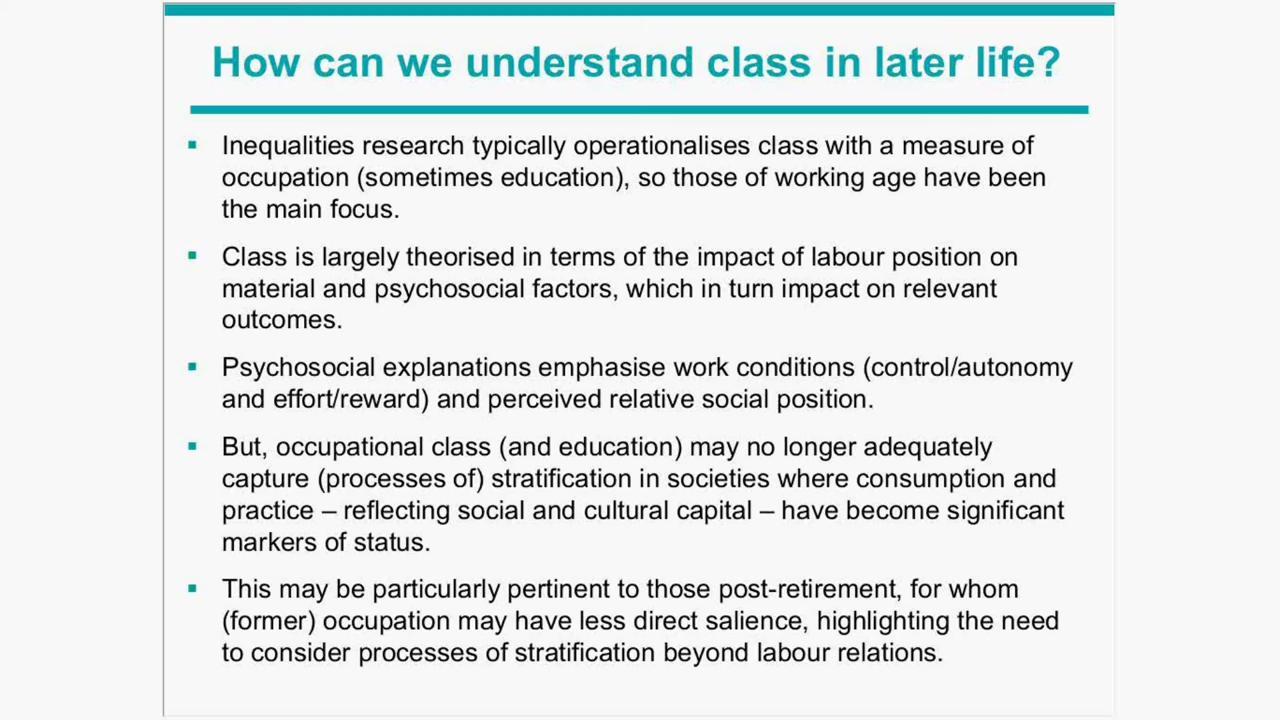 How can we understand class in later life?
▪ Inequalities research typically operationalises class with a measure of
occupation (sometimes education), so those of working age have been
the main focus.
▪ Class is largely theorised in terms of the impact of labour position on
material and psychosocial factors, which in turn impact on relevant
outcomes.
▪ Psychosocial explanations emphasise work conditions (control/autonomy
and effort/reward) and perceived relative social position.
▪ But, occupational class (and education) may no longer adequately
capture (processes of) stratification in societies where consumption and
practice – reflecting social and cultural capital – have become significant
markers of status.
▪ This may be particularly pertinent to those post-retirement, for whom
(former) occupation may have less direct salience, highlighting the need
to consider processes of stratification beyond labour relations.